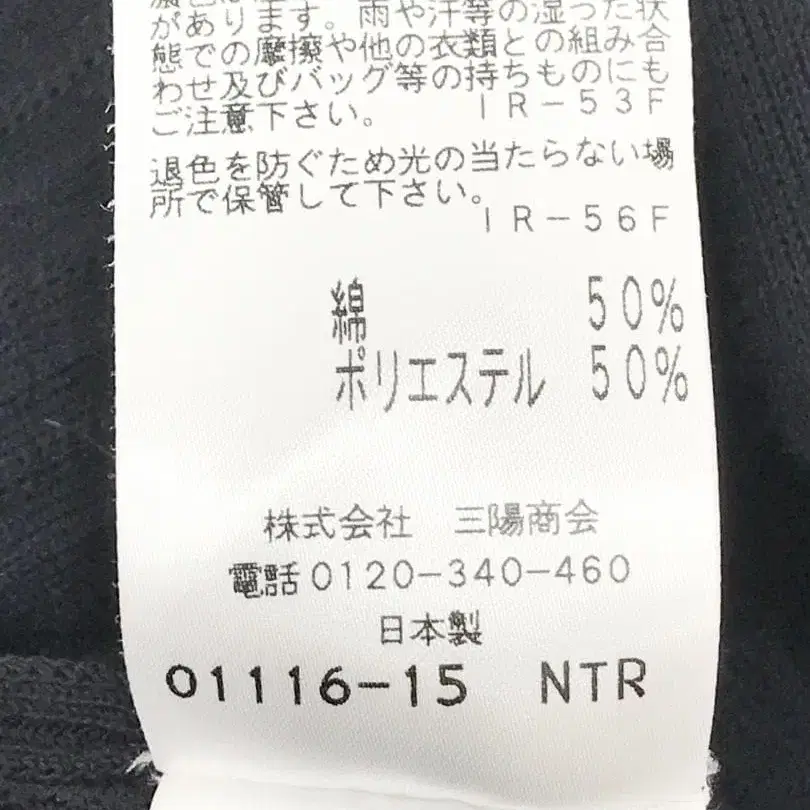 があります。雨や汗等の湿った状
態での摩擦や他の衣類との組み合
わせ及びバッグ等の持ちものにも
ご注意下さい。 IR-53F
退色を防ぐため光の当たらない場
所で保管して下さい。
IR-56F
綿 50%
ポリエステル 50%
株式会社 三陽商会
電話0120-340-460
日本製
01116-15 NTR